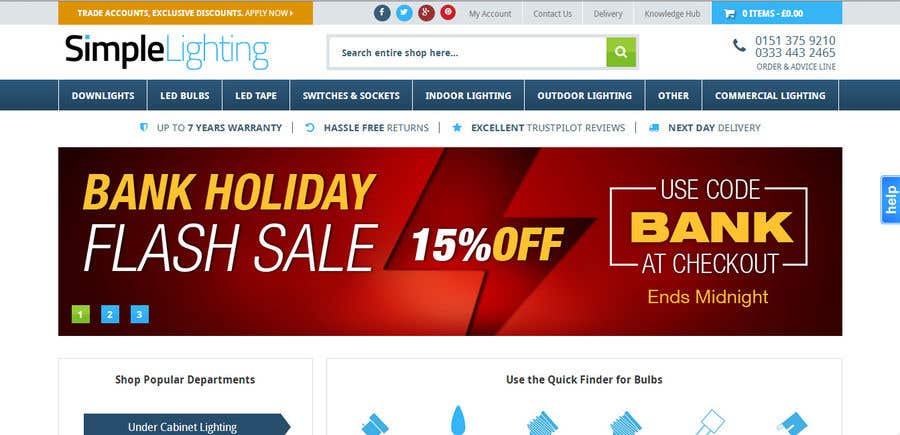 TRADE ACCOUNTS, EXCLUSIVE DISCOUNTS. APPLY NOW
My Account
Contact Us
Delivery
Knowledge Hub
0 ITEMS - £0.00
SimpleLighting
Search entire shop here...
0151 375 9210
0333 443 2465
ORDER & ADVICE LINE
DOWNLIGHTS
LED BULBS
LED TAPE
SWITCHES & SOCKETS
INDOOR LIGHTING
OUTDOOR LIGHTING
OTHER
COMMERCIAL LIGHTING
UP TO 7 YEARS WARRANTY
HASSLE FREE RETURNS
EXCELLENT TRUSTPILOT REVIEWS
NEXT DAY DELIVERY
BANK HOLIDAY
FLASH SALE
15%OFF
USE CODE
BANK
AT CHECKOUT
Ends Midnight
1 2 3
help
Shop Popular Departments
Under Cabinet Lighting
Use the Quick Finder for Bulbs